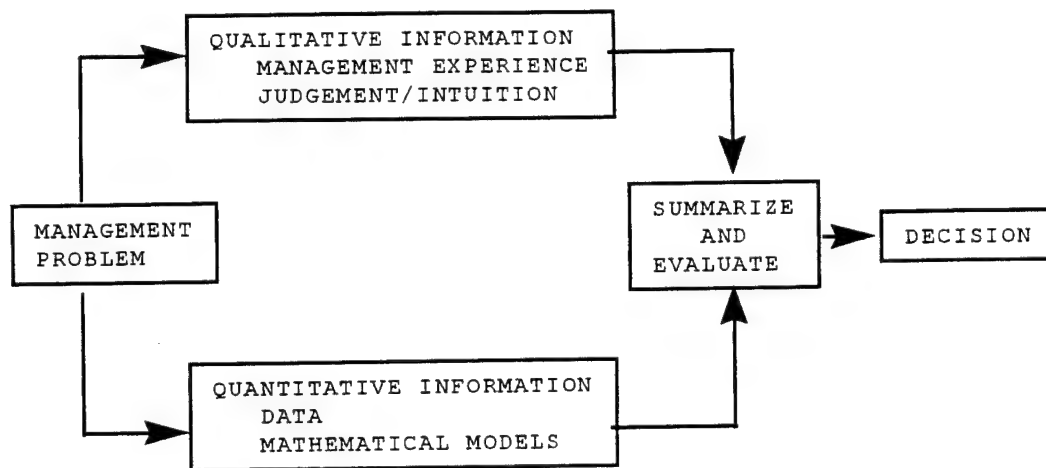 QUALITATIVE INFORMATION
MANAGEMENT EXPERIENCE
JUDGEMENT/INTUITION
MANAGEMENT
PROBLEM
QUANTITATIVE INFORMATION
DATA
MATHEMATICAL MODELS
SUMMARIZE
AND
EVALUATE
DECISION